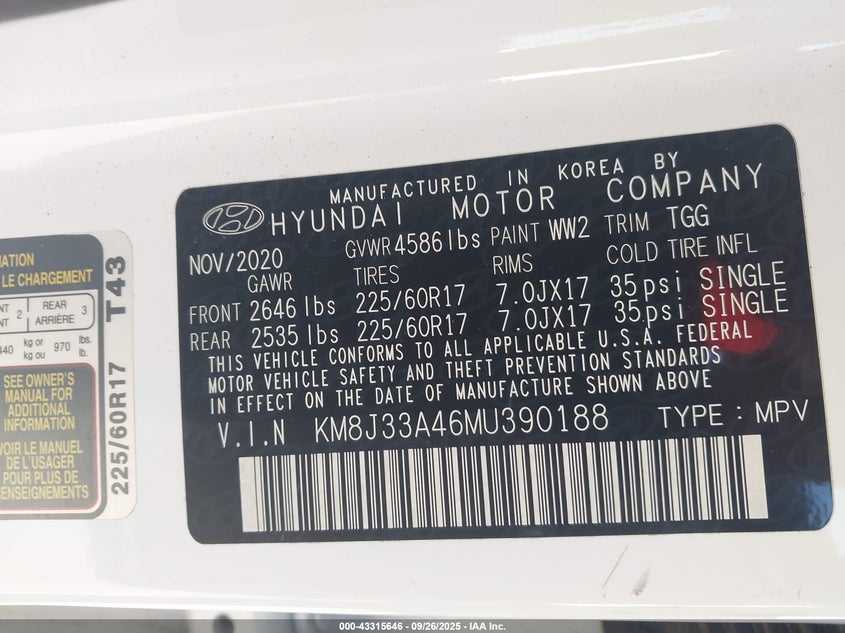 MANUFACTURED IN KOREA BY
HYUNDAI MOTOR COMPANY
NOV/2020 GVWR 4586 lbs PAINT WW2 TRIM TGG
GAWR TIRES RIMS COLD TIRE INFL
FRONT 2646 lbs 225/60R17 7.0JX17 35psi SINGLE
REAR 2535 lbs 225/60R17 7.0JX17 35psi SINGLE
THIS VEHICLE CONFORMS TO ALL APPLICABLE U.S.A. FEDERAL
MOTOR VEHICLE SAFETY AND THEFT PREVENTION STANDARDS
IN EFFECT ON THE DATE OF MANUFACTURE SHOWN ABOVE
V.I.N KM8J33A46MU390188 TYPE : MPV
LE CHARGEMENT
2 REAR
ARRIÈRE 3
kg or
kg ou 970 lbs.
lb.
SEE OWNER'S
MANUAL FOR
ADDITIONAL
INFORMATION
VOIR LE MANUEL
DE L'USAGER
POUR PLUS DE
RENSEIGNEMENTS
225/60R17 T43
000-43315646 - 09/26/2025 - IAA Inc.